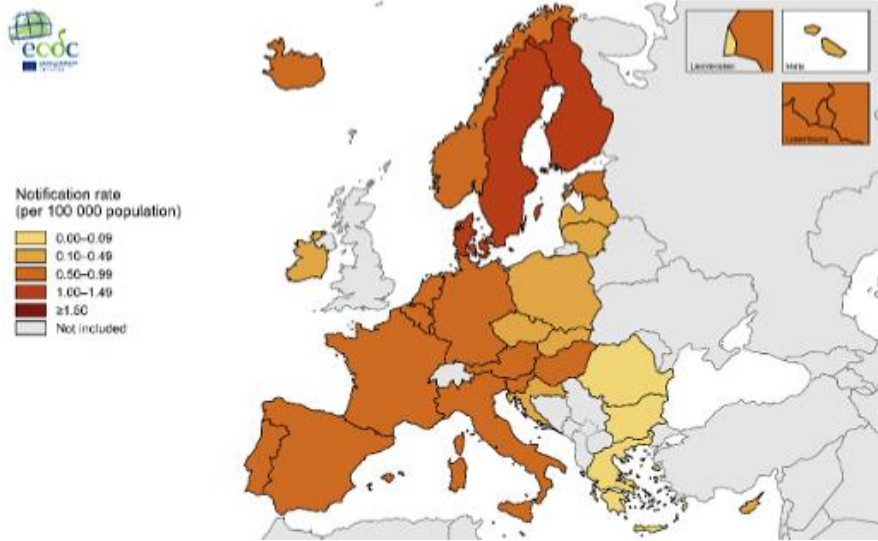 ecdc
Liechtenstein
Malta
Luxembourg
Notification rate
(per 100 000 population)
0.00–0.09
0.10–0.49
0.50–0.99
1.00–1.49
≥1.50
Not included